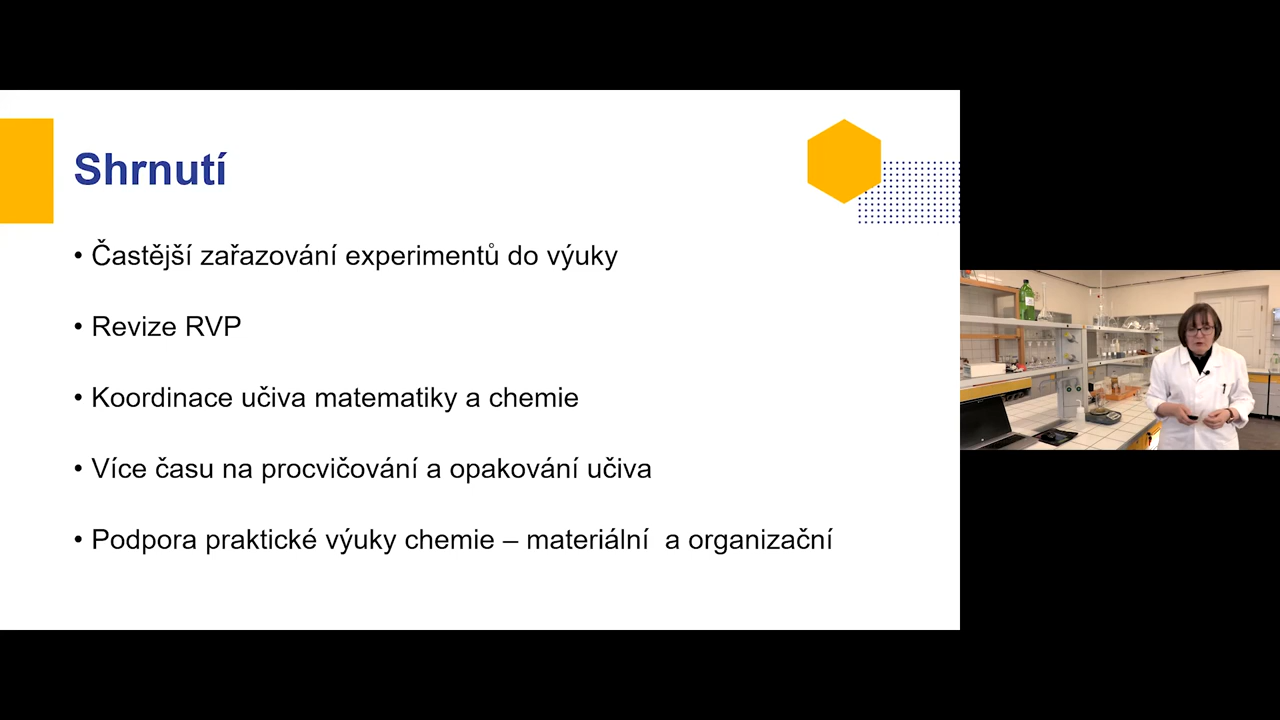 Shrnutí
• Častější zařazování experimentů do výuky
• Revize RVP
• Koordinace učiva matematiky a chemie
• Více času na procvičování a opakování učiva
• Podpora praktické výuky chemie – materiální  a organizační